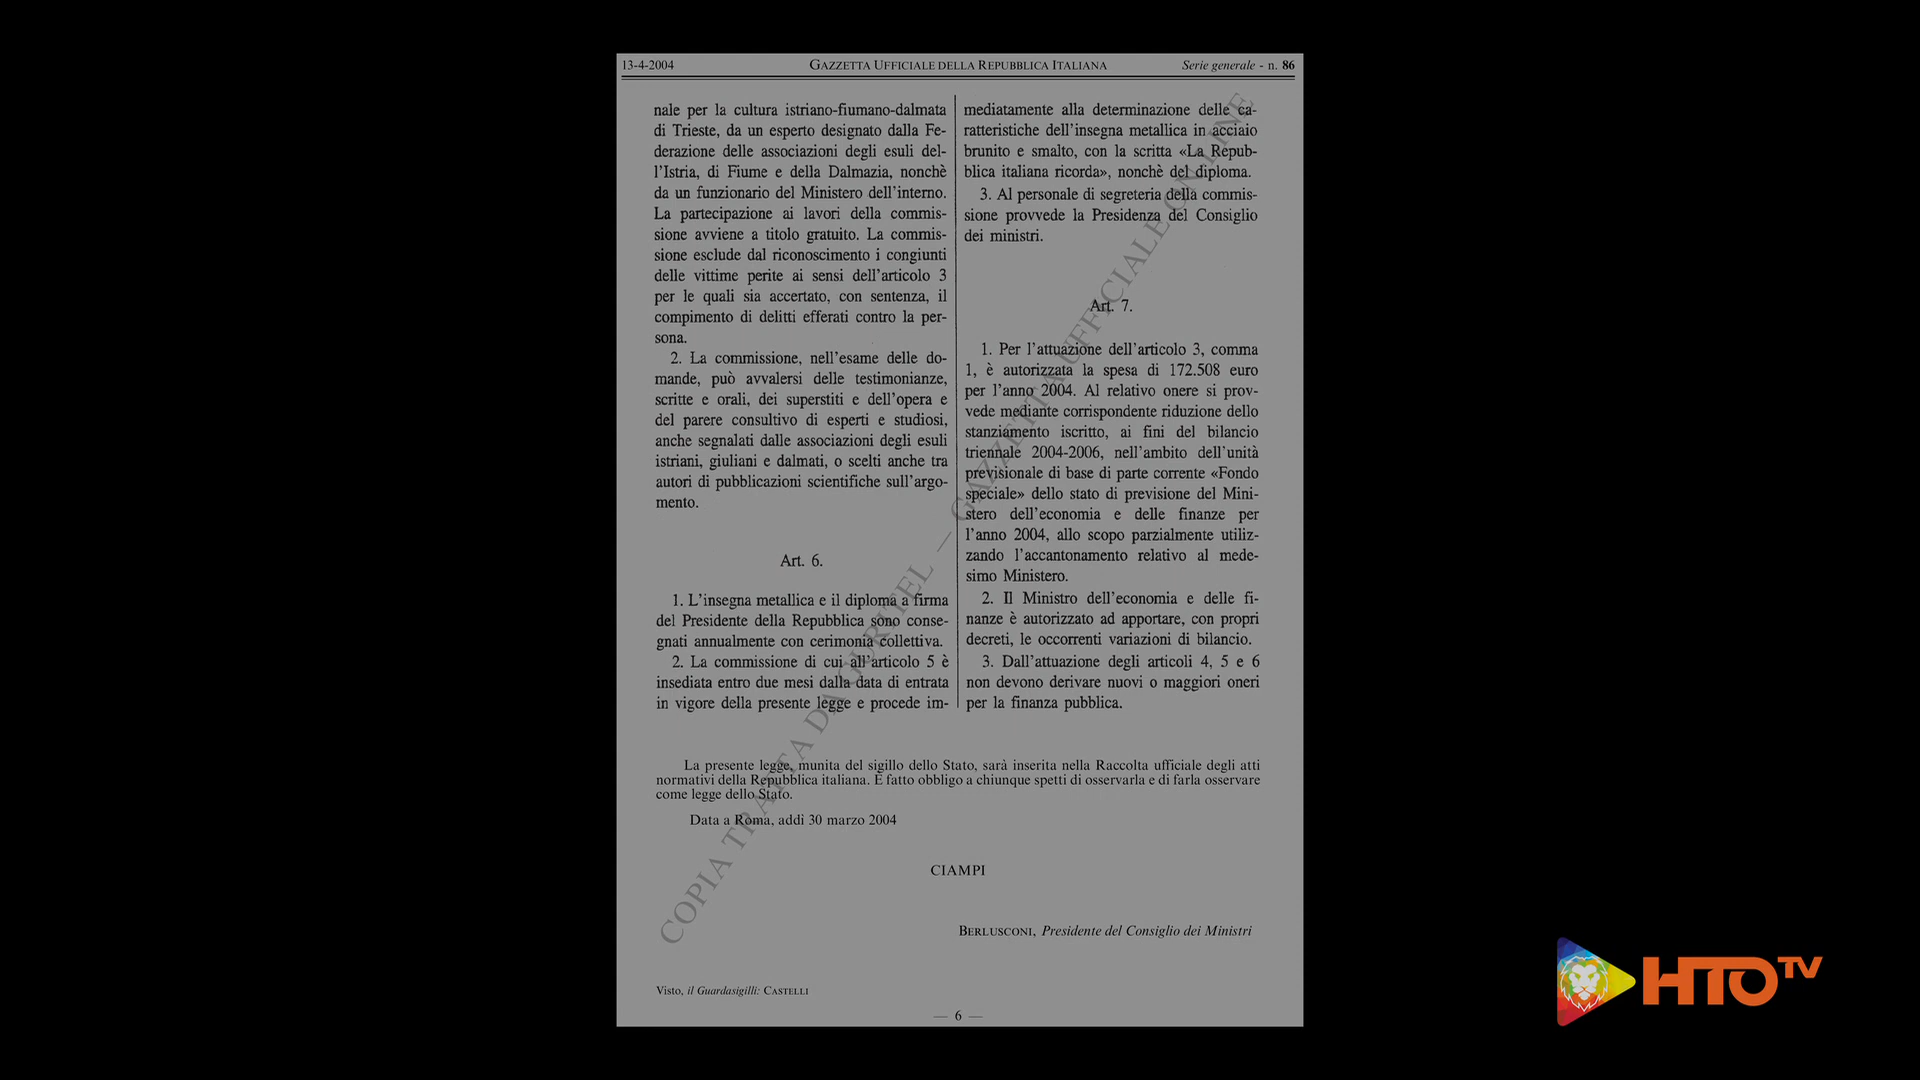 13-4-2004 GAZZETTA UFFICIALE DELLA REPUBBLICA ITALIANA Serie generale - n. 86
nale per la cultura istriano-fiumano-dalmata
di Trieste, da un esperto designato dalla Fe-
derazione delle associazioni degli esuli del-
l'Istria, di Fiume e della Dalmazia, nonchè
da un funzionario del Ministero dell'interno.
La partecipazione ai lavori della commis-
sione avviene a titolo gratuito. La commis-
sione esclude dal riconoscimento i congiunti
delle vittime perite ai sensi dell'articolo 3
per le quali sia accertato, con sentenza, il
compimento di delitti efferati contro la per-
sona.
2. La commissione, nell'esame delle do-
mande, può avvalersi delle testimonianze,
scritte e orali, dei superstiti e dell'opera e
del parere consultivo di esperti e studiosi,
anche segnalati dalle associazioni degli esuli
istriani, giuliani e dalmati, o scelti anche tra
autori di pubblicazioni scientifiche sull'argo-
mento.
Art. 6.
1. L'insegna metallica e il diploma a firma
del Presidente della Repubblica sono conse-
gnati annualmente con cerimonia collettiva.
2. La commissione di cui all'articolo 5 è
insediata entro due mesi dalla data di entrata
in vigore della presente legge e procede im-
mediatamente alla determinazione delle ca-
ratteristiche dell'insegna metallica in acciaio
brunito e smalto, con la scritta «La Repub-
blica italiana ricorda», nonchè del diploma.
3. Al personale di segreteria della commis-
sione provvede la Presidenza del Consiglio
dei ministri.
Art. 7.
1. Per l'attuazione dell'articolo 3, comma
1, è autorizzata la spesa di 172.508 euro
per l'anno 2004. Al relativo onere si prov-
vede mediante corrispondente riduzione dello
stanziamento iscritto, ai fini del bilancio
triennale 2004-2006, nell'ambito dell'unità
previsionale di base di parte corrente «Fondo
speciale» dello stato di previsione del Mini-
stero dell'economia e delle finanze per
l'anno 2004, allo scopo parzialmente utiliz-
zando l'accantonamento relativo al mede-
simo Ministero.
2. Il Ministro dell'economia e delle fi-
nanze è autorizzato ad apportare, con propri
decreti, le occorrenti variazioni di bilancio.
3. Dall'attuazione degli articoli 4, 5 e 6
non devono derivare nuovi o maggiori oneri
per la finanza pubblica.
La presente legge, munita del sigillo dello Stato, sarà inserita nella Raccolta ufficiale degli atti
normativi della Repubblica italiana. È fatto obbligo a chiunque spetti di osservarla e di farla osservare
come legge dello Stato.
Data a Roma, addì 30 marzo 2004
CIAMPI
BERLUSCONI, Presidente del Consiglio dei Ministri
Visto, il Guardasigilli: CASTELLI
— 6 —
COPIA TRATTA DA GURITEL — GAZZETTA UFFICIALE ON-LINE
HTO TV